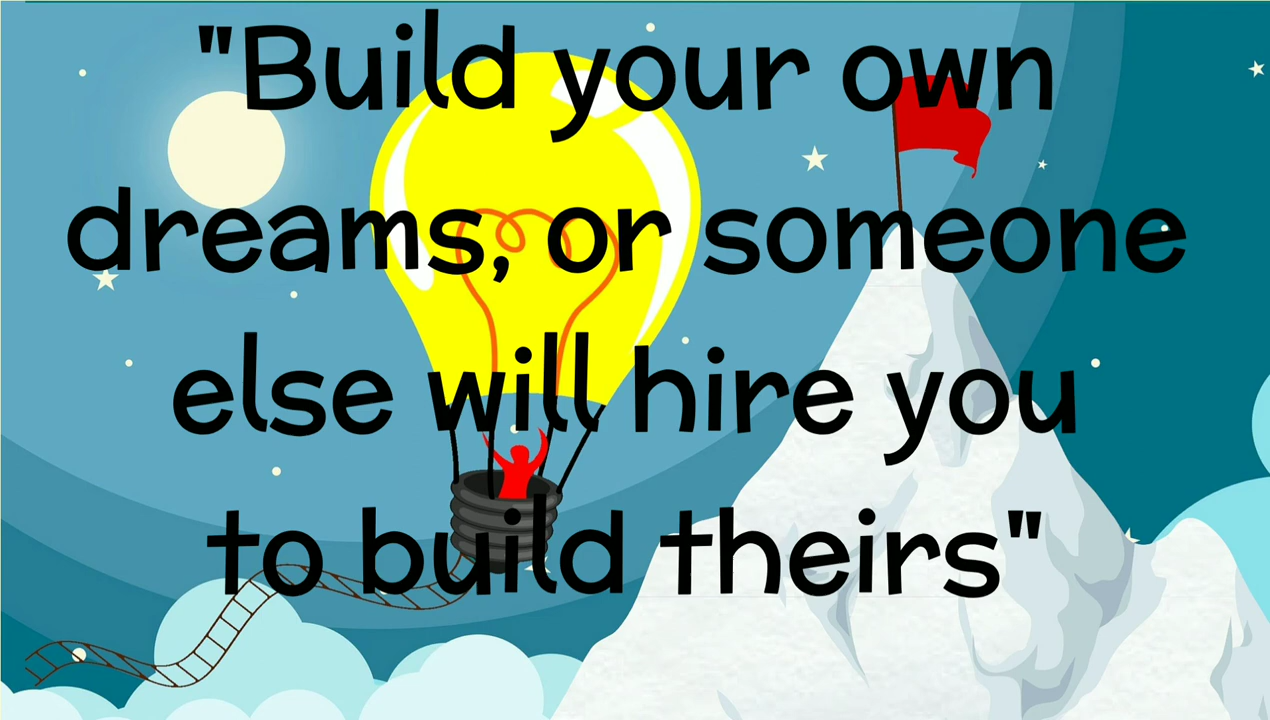 "Build your own
dreams, or someone
else will hire you
to build theirs"